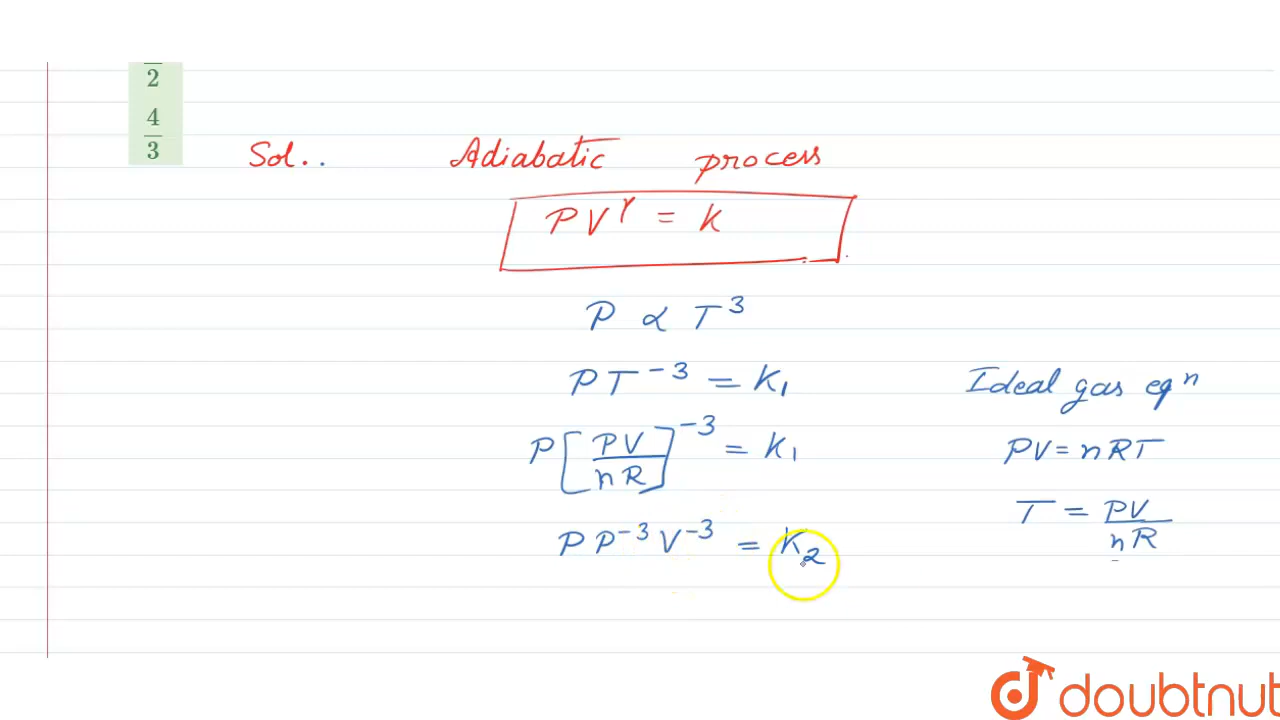 2
4
3
Sol.. Adiabatic process
PV^γ = K
P ∝ T^3
PT^-3 = K₁
Ideal gas eq^n
P[PV/nR]^-3 = K₁
PV = nRT
T = PV/nR
P P^-3 V^-3 = K₂
doubtnut